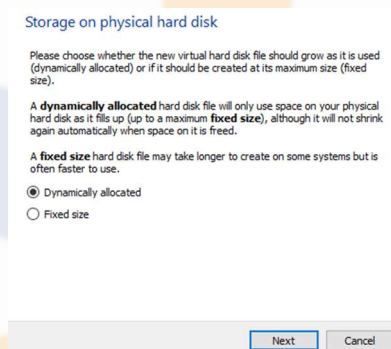 Storage on physical hard disk
Please choose whether the new virtual hard disk file should grow as it is used
(dynamically allocated) or if it should be created at its maximum size (fixed
size).
A dynamically allocated hard disk file will only use space on your physical
hard disk as it fills up (up to a maximum fixed size), although it will not shrink
again automatically when space on it is freed.
A fixed size hard disk file may take longer to create on some systems but is
often faster to use.
Dynamically allocated
Fixed size
Next Cancel